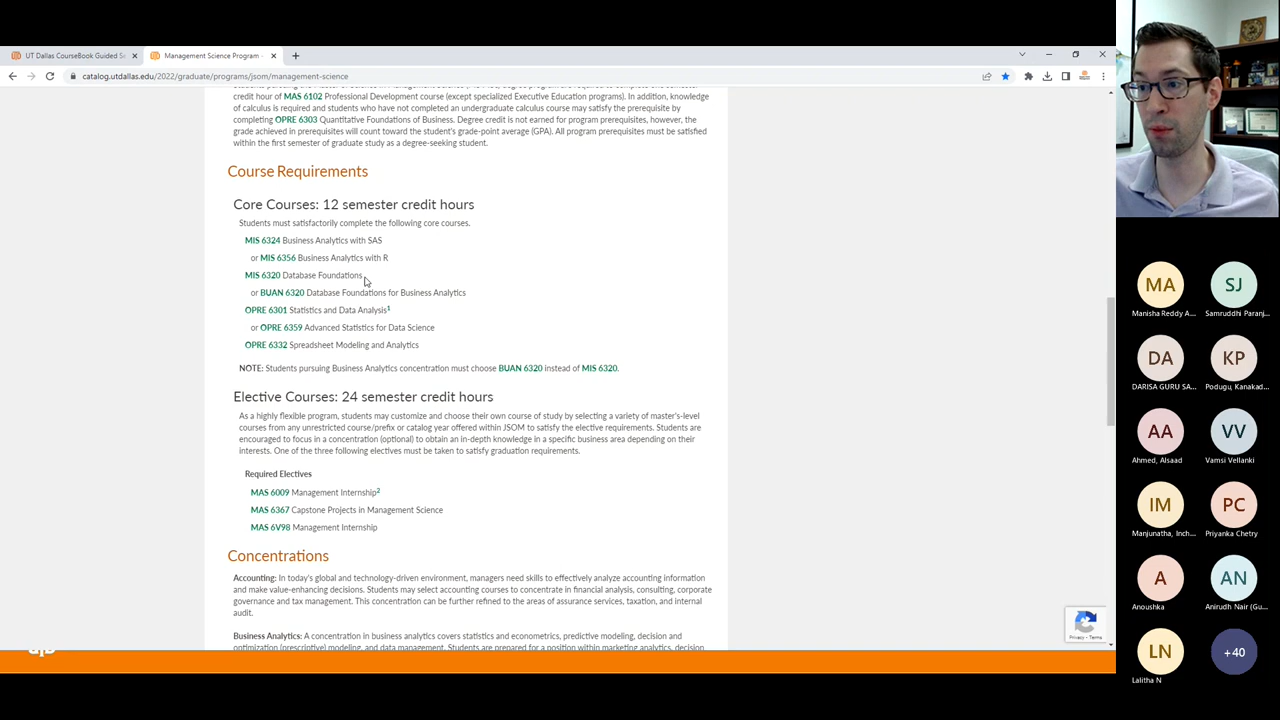 UT Dallas CourseBook Guided Se
Management Science Program -
catalog.utdallas.edu/2022/graduate/programs/jsom/management-science
credit hour of MAS 6102 Professional Development course (except specialized Executive Education programs). In addition, knowledge
of calculus is required and students who have not completed an undergraduate calculus course may satisfy the prerequisite by
completing OPRE 6303 Quantitative Foundations of Business. Degree credit is not earned for program prerequisites, however, the
grade achieved in prerequisites will count toward the student's grade-point average (GPA). All program prerequisites must be satisfied
within the first semester of graduate study as a degree-seeking student.
Course Requirements
Core Courses: 12 semester credit hours
Students must satisfactorily complete the following core courses.
MIS 6324 Business Analytics with SAS
or MIS 6356 Business Analytics with R
MIS 6320 Database Foundations
or BUAN 6320 Database Foundations for Business Analytics
OPRE 6301 Statistics and Data Analysis1
or OPRE 6359 Advanced Statistics for Data Science
OPRE 6332 Spreadsheet Modeling and Analytics
NOTE: Students pursuing Business Analytics concentration must choose BUAN 6320 instead of MIS 6320.
Elective Courses: 24 semester credit hours
As a highly flexible program, students may customize and choose their own course of study by selecting a variety of master's-level
courses from any unrestricted course/prefix or catalog year offered within JSOM to satisfy the elective requirements. Students are
encouraged to focus in a concentration (optional) to obtain an in-depth knowledge in a specific business area depending on their
interests. One of the three following electives must be taken to satisfy graduation requirements.
Required Electives
MAS 6009 Management Internship2
MAS 6367 Capstone Projects in Management Science
MAS 6V98 Management Internship
Concentrations
Accounting: In today's global and technology-driven environment, managers need skills to effectively analyze accounting information
and make value-enhancing decisions. Students may select accounting courses to concentrate in financial analysis, consulting, corporate
governance and tax management. This concentration can be further refined to the areas of assurance services, taxation, and internal
audit.
Business Analytics: A concentration in business analytics covers statistics and econometrics, predictive modeling, decision and
optimization (prescriptive) modeling, and data management. Students are prepared for a position within marketing analytics, decision
Privacy - Terms
MA
Manisha Reddy A...
SJ
Samruddhi Paranj...
DA
DARISA GURU SA...
KP
Podugu, Kanakad...
AA
Ahmed, Alsaad
VV
Vamsi Vellanki
IM
Manjunatha, Inch...
PC
Priyanka Chetry
A
Anoushka
AN
Anirudh Nair (Gu...
LN
Lalitha N
+40